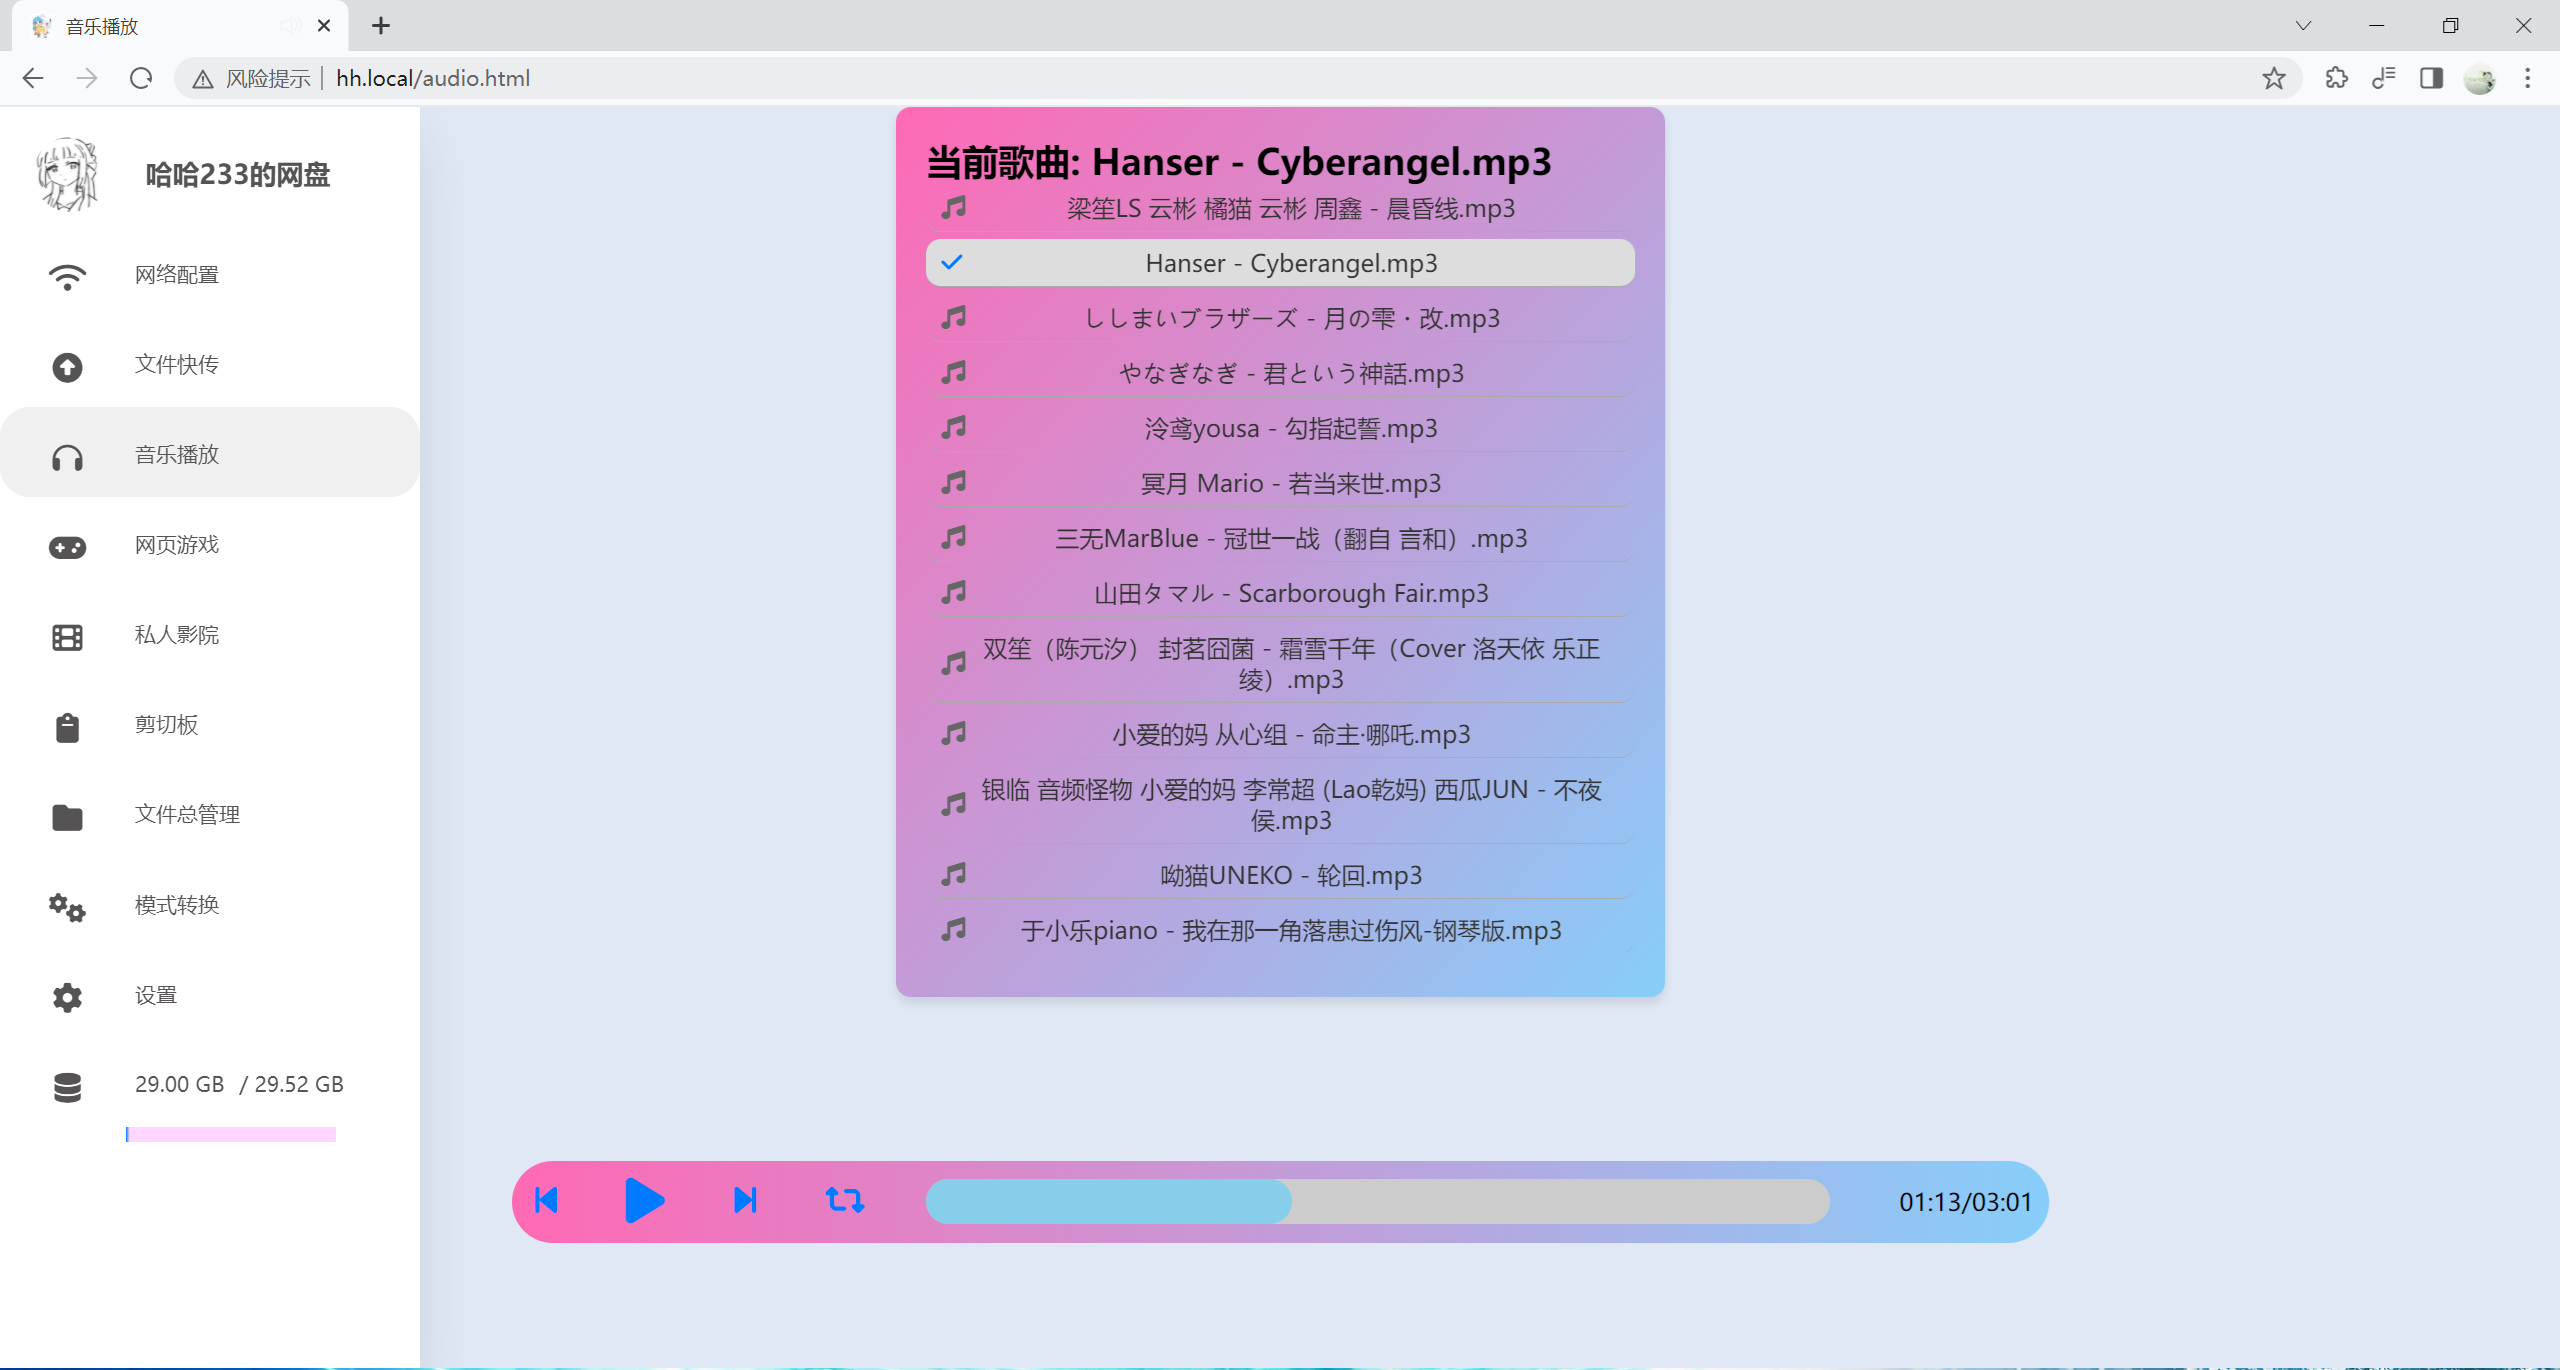 音乐播放
风险提示
hh.local/audio.html
哈哈233的网盘
网络配置
文件快传
音乐播放
网页游戏
私人影院
剪切板
文件总管理
模式转换
设置
29.00 GB / 29.52 GB
当前歌曲: Hanser - Cyberangel.mp3
梁笙LS 云彬 橘猫 云彬 周鑫 - 晨昏线.mp3
Hanser - Cyberangel.mp3
ししまいブラザーズ - 月の雫・改.mp3
やなぎなぎ - 君という神話.mp3
泠鸢yousa - 勾指起誓.mp3
冥月 Mario - 若当来世.mp3
三无MarBlue - 冠世一战（翻自 言和）.mp3
山田タマル - Scarborough Fair.mp3
双笙（陈元汐） 封茗囧菌 - 霜雪千年（Cover 洛天依 乐正
绫）.mp3
小爱的妈 从心组 - 命主·哪吒.mp3
银临 音频怪物 小爱的妈 李常超 (Lao乾妈) 西瓜JUN - 不夜
侯.mp3
呦猫UNEKO - 轮回.mp3
于小乐piano - 我在那一角落患过伤风-钢琴版.mp3
01:13/03:01